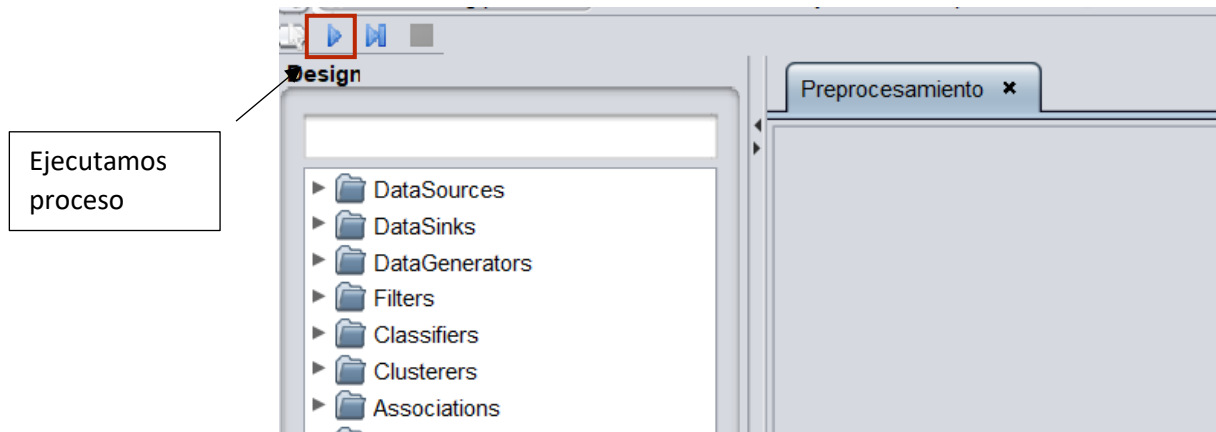 Design
Preprocesamiento
Ejecutamos
proceso
DataSources
DataSinks
DataGenerators
Filters
Classifiers
Clusterers
Associations